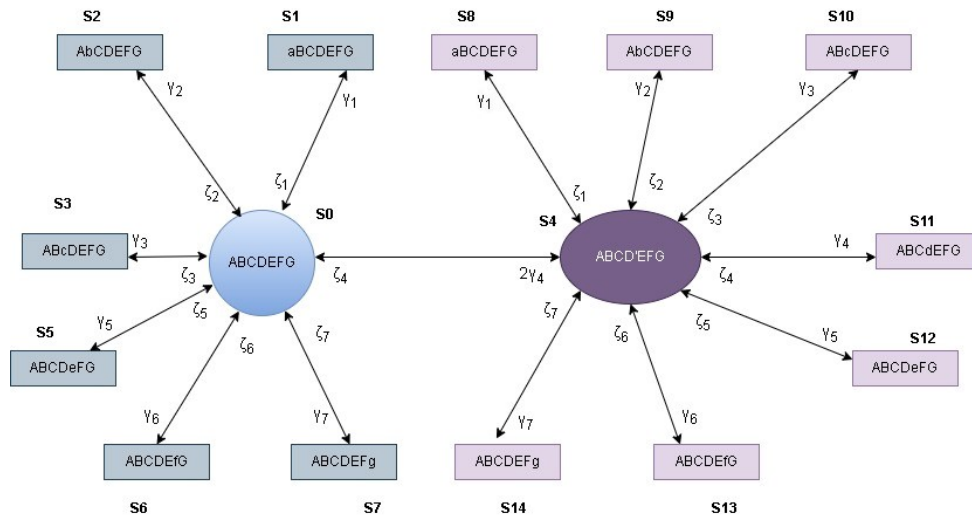 S2
S1
S8
S9
S10
AbCDEFG
aBCDEFG
aBCDEFG
AbCDEFG
ABcDEFG
γ2
γ1
γ1
γ2
γ3
ζ2
ζ1
ζ1
ζ2
ζ3
S3
S0
S4
S11
ABcDEFG
γ3
ζ3
ABCDEFG
ζ4
2γ4
ABCD'EFG
ζ4
γ4
ABCdEFG
S5
γ5
ζ5
ζ6
ζ7
ζ7
ζ6
ζ5
γ5
S12
ABCDeFG
ABCDeFG
γ6
γ7
γ7
γ6
ABCDEfG
ABCDEFg
ABCDEFg
ABCDEfG
S6
S7
S14
S13